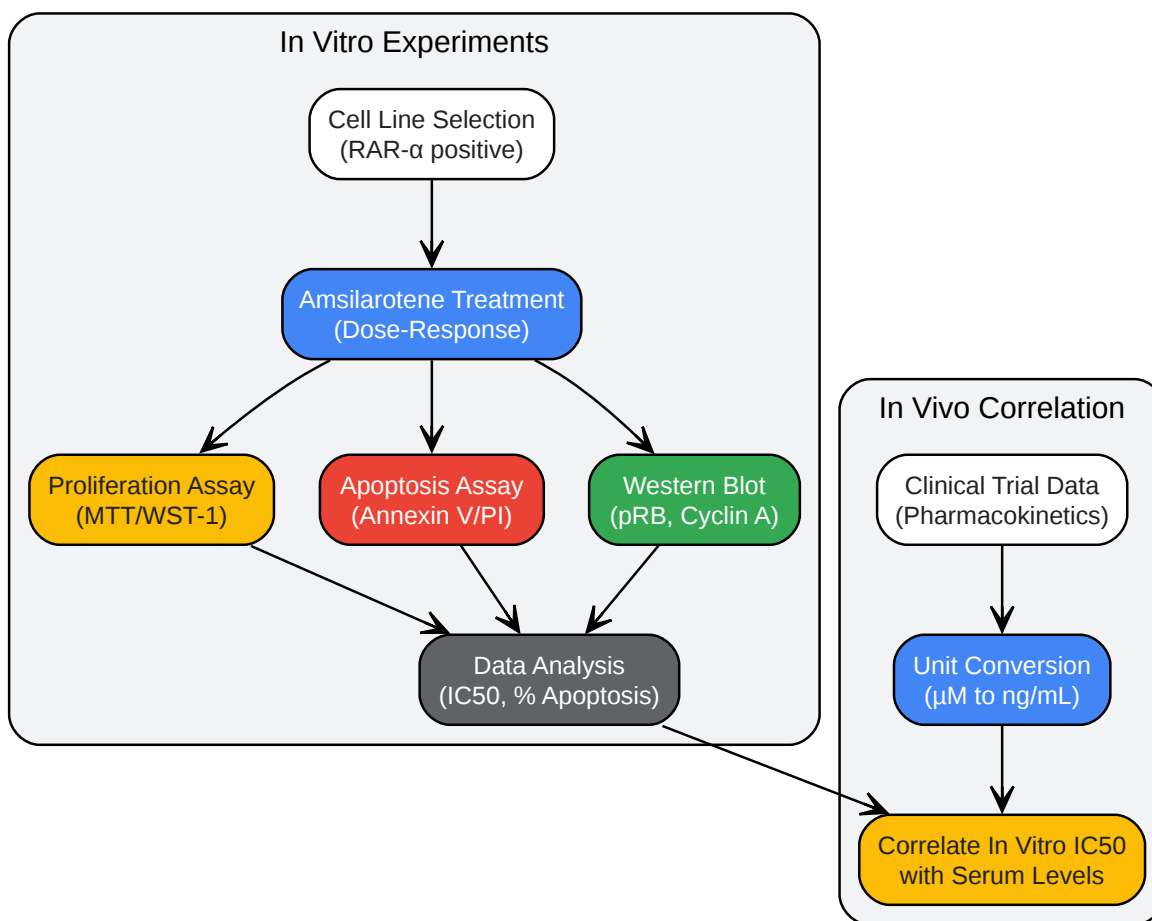 In Vitro Experiments
Cell Line Selection
(RAR-α positive)
Amsilarotene Treatment
(Dose-Response)
Proliferation Assay
(MTT/WST-1)
Apoptosis Assay
(Annexin V/PI)
Western Blot
(pRB, Cyclin A)
Data Analysis
(IC50, % Apoptosis)
In Vivo Correlation
Clinical Trial Data
(Pharmacokinetics)
Unit Conversion
(µM to ng/mL)
Correlate In Vitro IC50
with Serum Levels